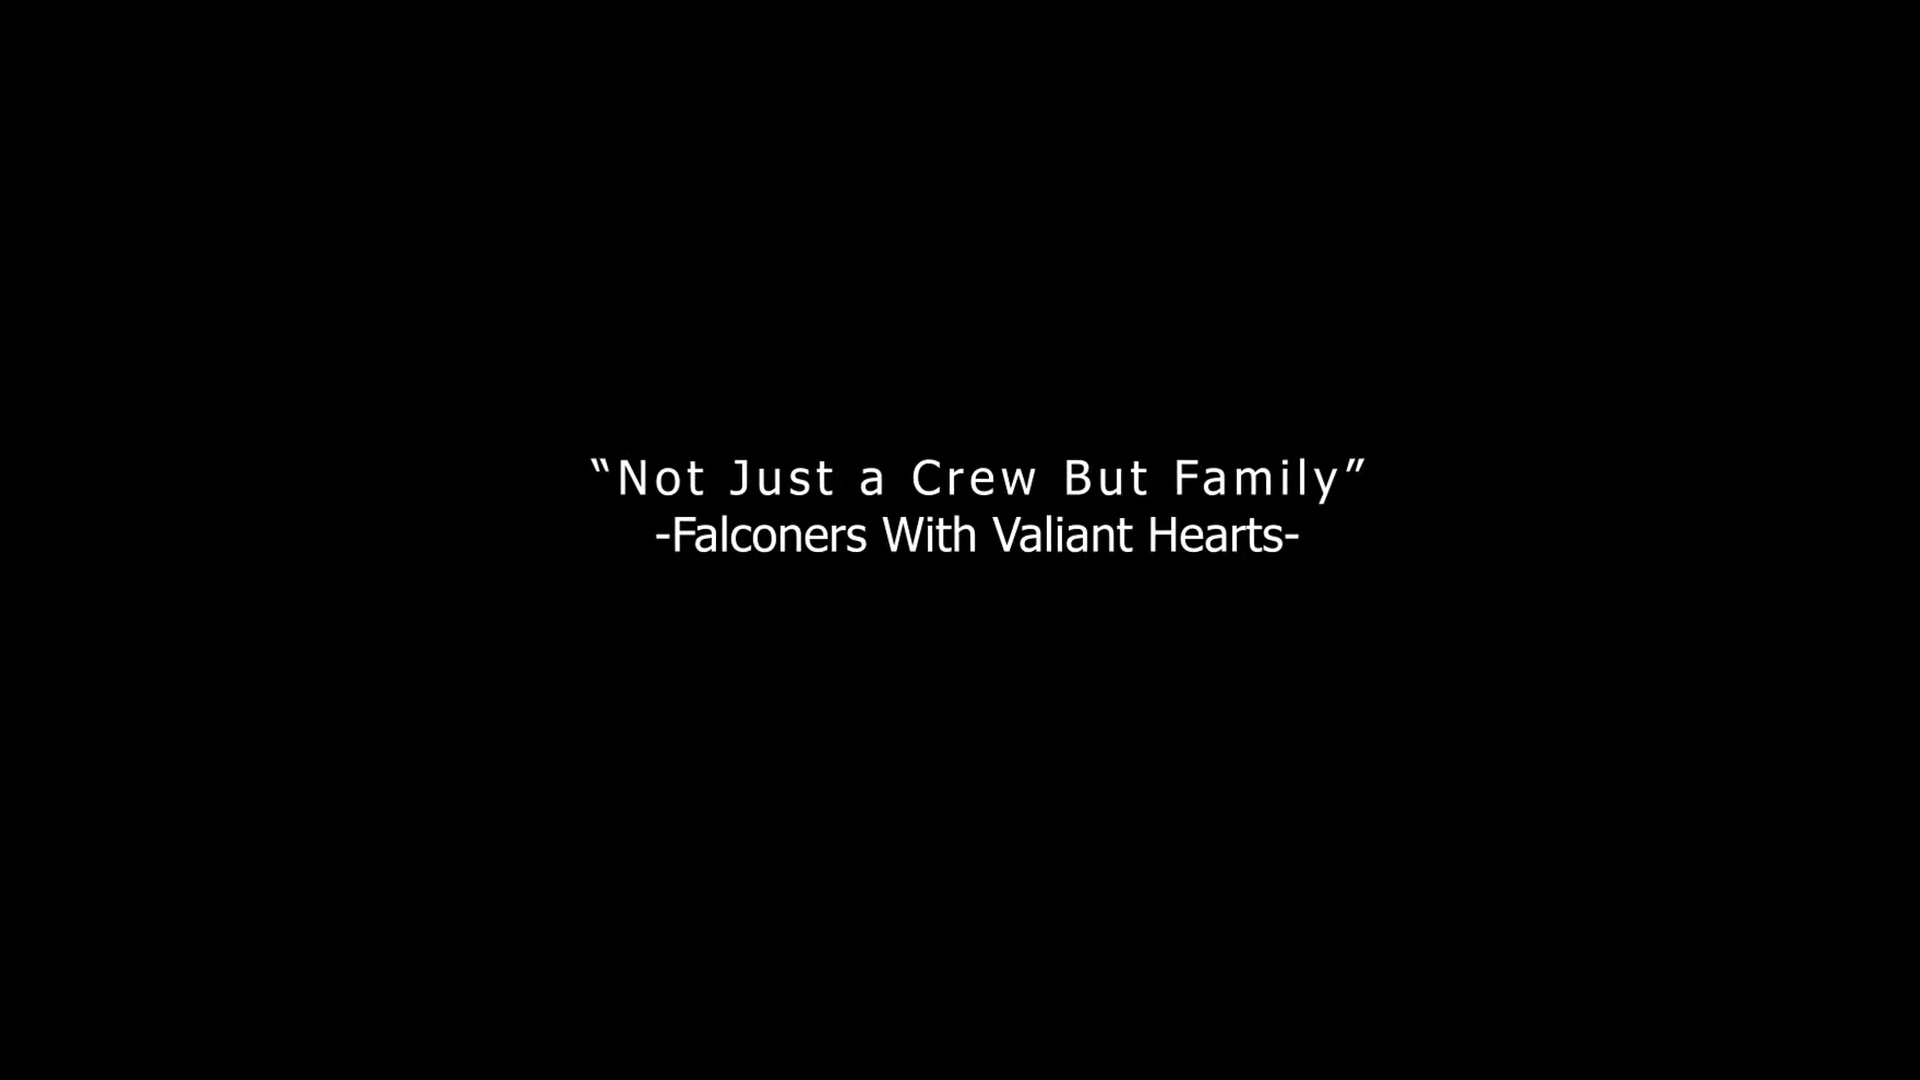 “Not Just a Crew But Family”
-Falconers With Valiant Hearts-